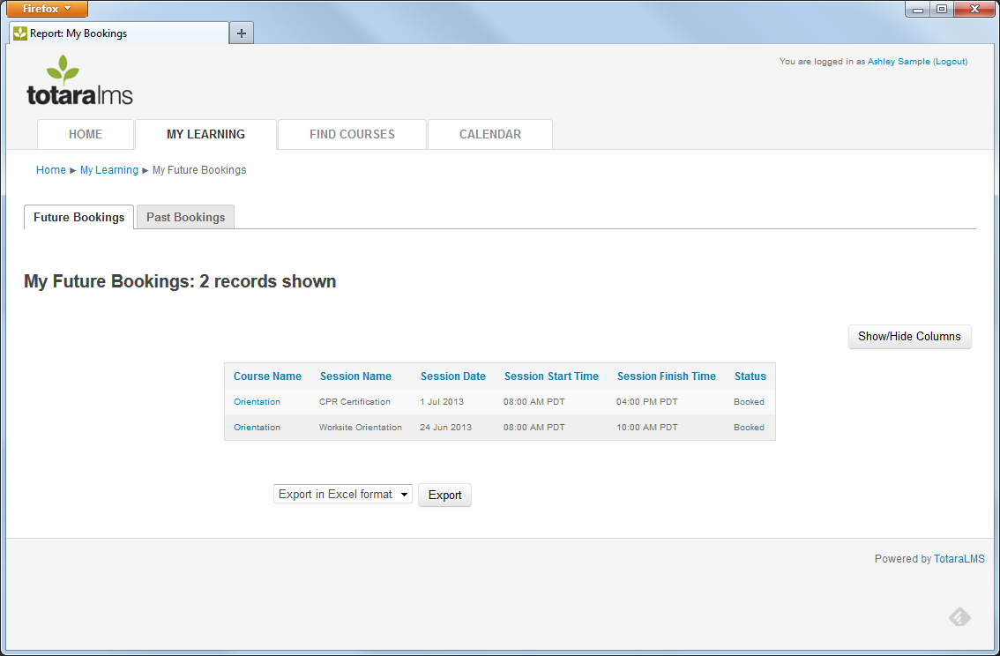 Firefox
Report: My Bookings
You are logged in as Ashley Sample (Logout)
totaralms
HOME MY LEARNING FIND COURSES CALENDAR
Home ► My Learning ► My Future Bookings
Future Bookings Past Bookings
My Future Bookings: 2 records shown
Show/Hide Columns
Course Name Session Name Session Date Session Start Time Session Finish Time Status
Orientation CPR Certification 1 Jul 2013 08:00 AM PDT 04:00 PM PDT Booked
Orientation Worksite Orientation 24 Jun 2013 08:00 AM PDT 10:00 AM PDT Booked
Export in Excel format Export
Powered by TotaraLMS